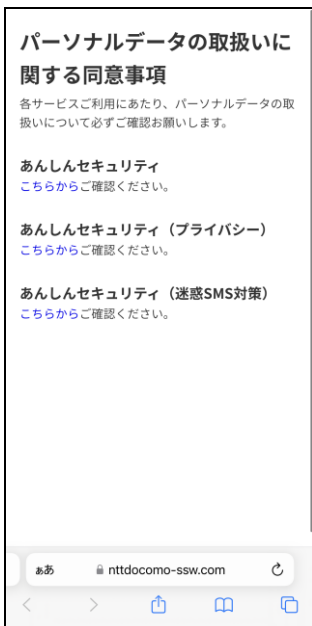 パーソナルデータの取扱いに
関する同意事項
各サービスご利用にあたり、パーソナルデータの取
扱いについて必ずご確認お願いします。
あんしんセキュリティ
こちらからご確認ください。
あんしんセキュリティ（プライバシー）
こちらからご確認ください。
あんしんセキュリティ（迷惑SMS対策）
こちらからご確認ください。
ぁあ nttdocomo-ssw.com